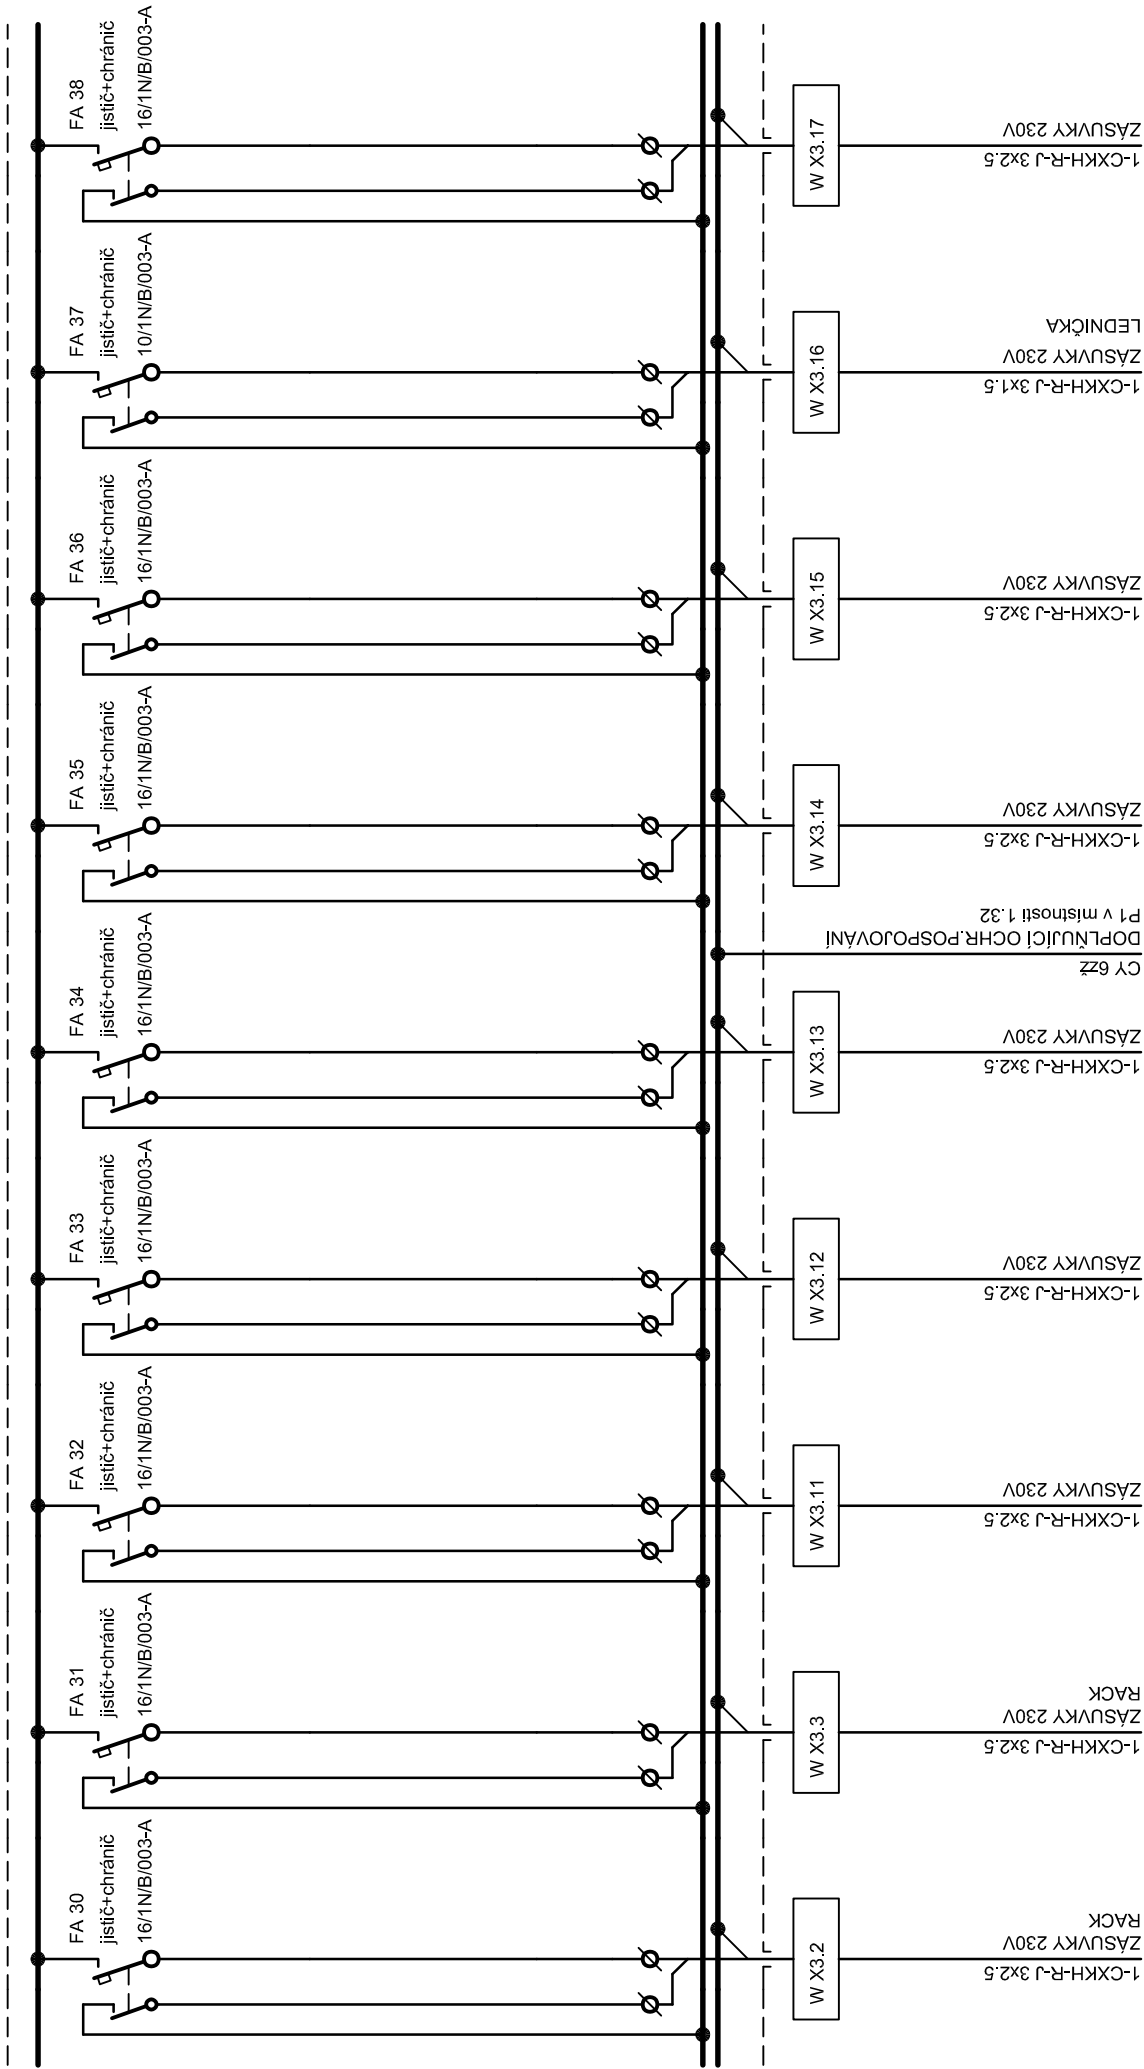 FA 30
jistič+chránič
16/1N/B/003-A
W X3.2
1-CXKH-R-J 3x2.5
ZÁSUVKY 230V
RACK
FA 31
jistič+chránič
16/1N/B/003-A
W X3.3
1-CXKH-R-J 3x2.5
ZÁSUVKY 230V
RACK
FA 32
jistič+chránič
16/1N/B/003-A
W X3.11
1-CXKH-R-J 3x2.5
ZÁSUVKY 230V
FA 33
jistič+chránič
16/1N/B/003-A
W X3.12
1-CXKH-R-J 3x2.5
ZÁSUVKY 230V
FA 34
jistič+chránič
16/1N/B/003-A
W X3.13
1-CXKH-R-J 3x2.5
ZÁSUVKY 230V
CY 6zž
DOPLŇUJÍCÍ OCHR.POSPOJOVÁNÍ
P1 v místnosti 1.32
FA 35
jistič+chránič
16/1N/B/003-A
W X3.14
1-CXKH-R-J 3x2.5
ZÁSUVKY 230V
FA 36
jistič+chránič
16/1N/B/003-A
W X3.15
1-CXKH-R-J 3x2.5
ZÁSUVKY 230V
FA 37
jistič+chránič
10/1N/B/003-A
W X3.16
1-CXKH-R-J 3x1.5
ZÁSUVKY 230V
LEDNIČKA
FA 38
jistič+chránič
16/1N/B/003-A
W X3.17
1-CXKH-R-J 3x2.5
ZÁSUVKY 230V